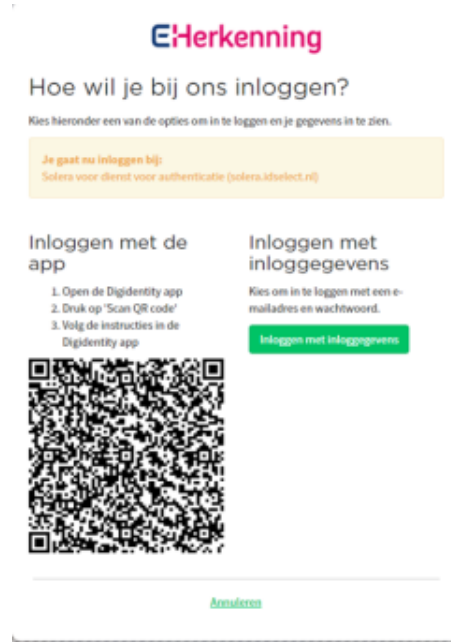 EHerkenning
Hoe wil je bij ons inloggen?
Kies hieronder een van de opties om in te loggen en je gegevens in te zien.
Je gaat nu inloggen bij:
Solera voor dienst voor authenticatie (solera.idselect.nl)
Inloggen met de
app
1. Open de Digidentity app
2. Druk op 'Scan QR code'
3. Volg de instructies in de
Digidentity app
Inloggen met
inloggegevens
Kies om in te loggen met een e-
mailadres en wachtwoord.
Inloggen met inloggegevens
Annuleren